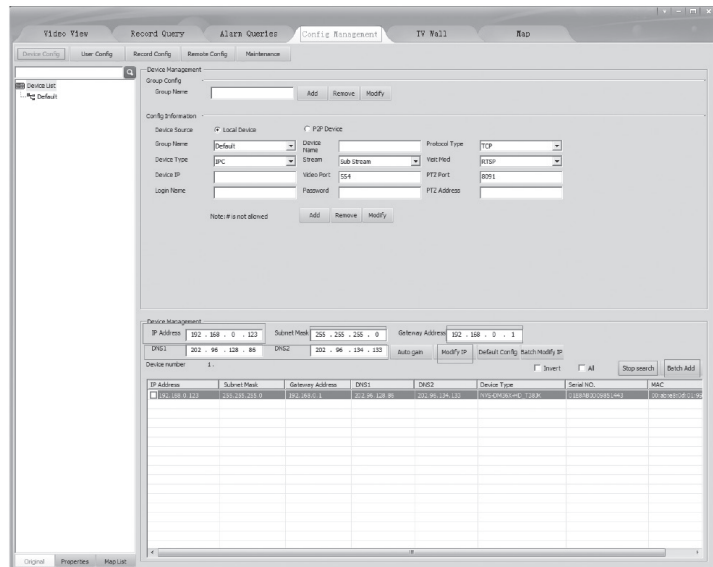 Video View Record Query Alarm Queries Config Management TV Wall Map
Device Config User Config Record Config Remote Config Maintenance
Device List
Default
Device Management
Group Config
Group Name Add Remove Modify
Config Information
Device Source Local Device P2P Device
Group Name Default Device Name Protocol Type TCP
Device Type IPC Stream Sub Stream Visit Mod RTSP
Device IP Video Port 554 PTZ Port 8091
Login Name Password PTZ Address
Note: # is not allowed Add Remove Modify
Device Management
IP Address 192 . 168 . 0 . 123 Subnet Mask 255 . 255 . 255 . 0 Gateway Address 192 . 168 . 0 . 1
DNS1 202 . 96 . 128 . 86 DNS2 202 . 96 . 134 . 133 Auto gain Modify IP Default Config Batch Modify IP
Device number 1 .
Invert All Stop search Batch Add
IP Address Subnet Mask Gateway Address DNS1 DNS2 Device Type Serial NO. MAC
192.168.0.123 255.255.255.0 192.168.0.1 202.96.128.86 202.96.134.133
Original Properties Map List